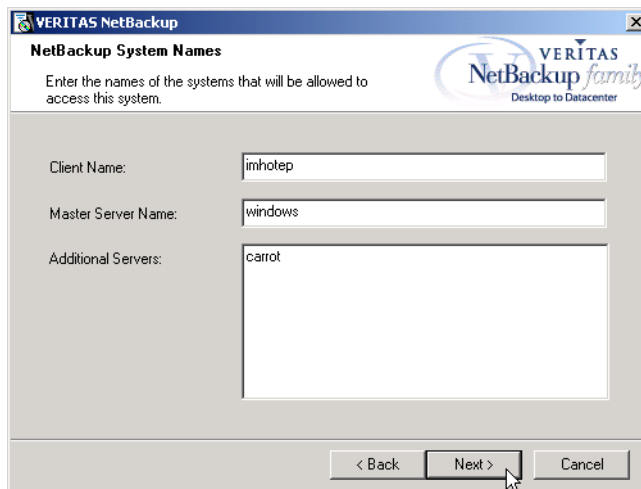 VERITAS NetBackup
NetBackup System Names
Enter the names of the systems that will be allowed to
access this system.
VERITAS
NetBackup family
Desktop to Datacenter
Client Name:
imhotep
Master Server Name:
windows
Additional Servers:
carrot
< Back
Next >
Cancel